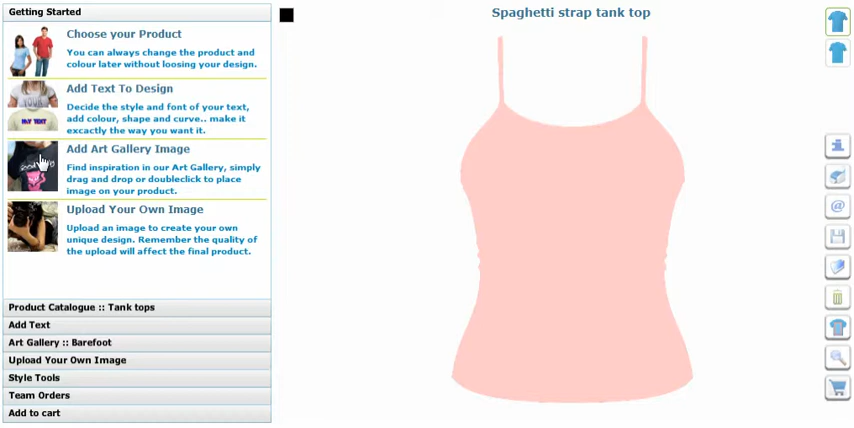 Getting Started
Spaghetti strap tank top
Choose your Product
You can always change the product and
colour later without loosing your design.
Add Text To Design
Decide the style and font of your text,
add colour, shape and curve.. make it
excactly the way you want it.
Add Art Gallery Image
Find inspiration in our Art Gallery, simply
drag and drop or doubleclick to place
image on your product.
Upload Your Own Image
Upload an image to create your own
unique design. Remember the quality of
the upload will affect the final product.
Product Catalogue :: Tank tops
Add Text
Art Gallery :: Barefoot
Upload Your Own Image
Style Tools
Team Orders
Add to cart